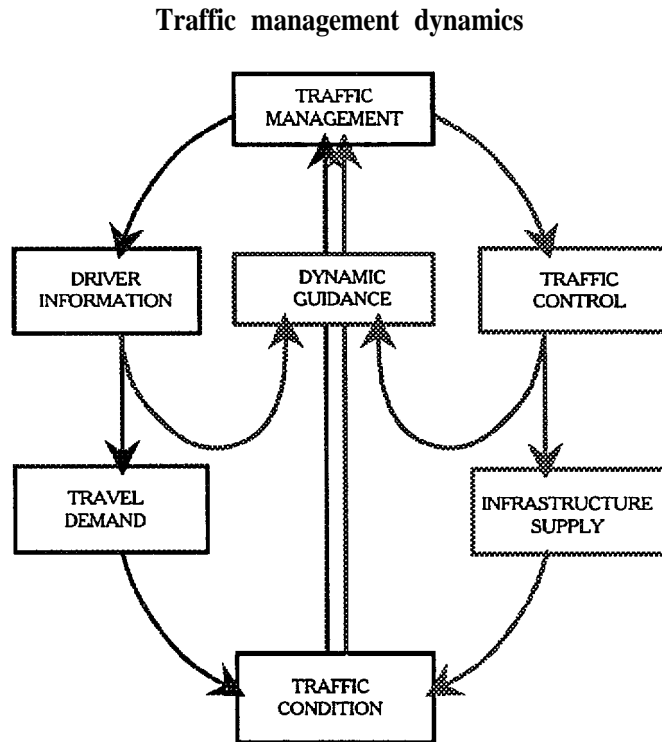 Traffic management dynamics
TRAFFIC
MANAGEMENT
DRIVER
INFORMATION
DYNAMIC
GUIDANCE
TRAFFIC
CONTROL
TRAVEL
DEMAND
INFRASTRUCTURE
SUPPLY
TRAFFIC
CONDITION